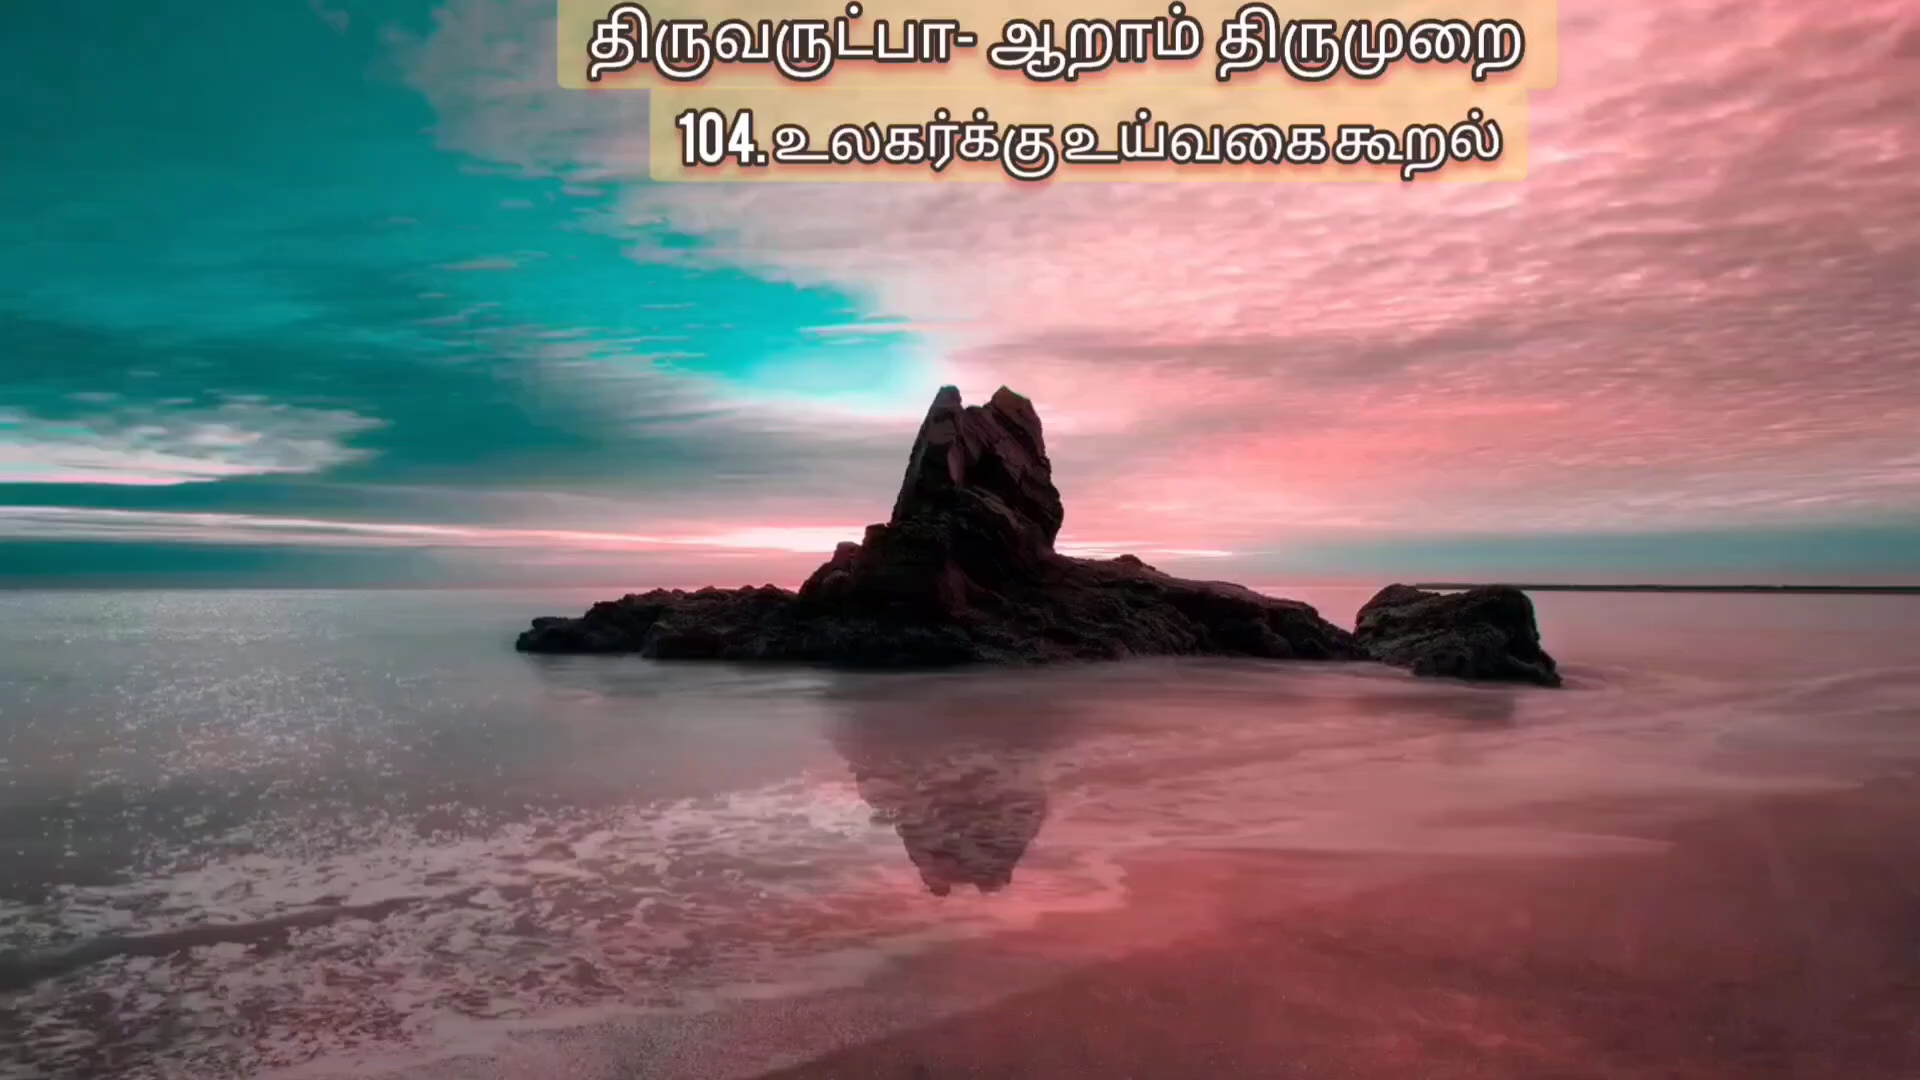 திருவருட்பா- ஆறாம் திருமுறை
104. உலகர்க்கு உய்வகை கூறல்